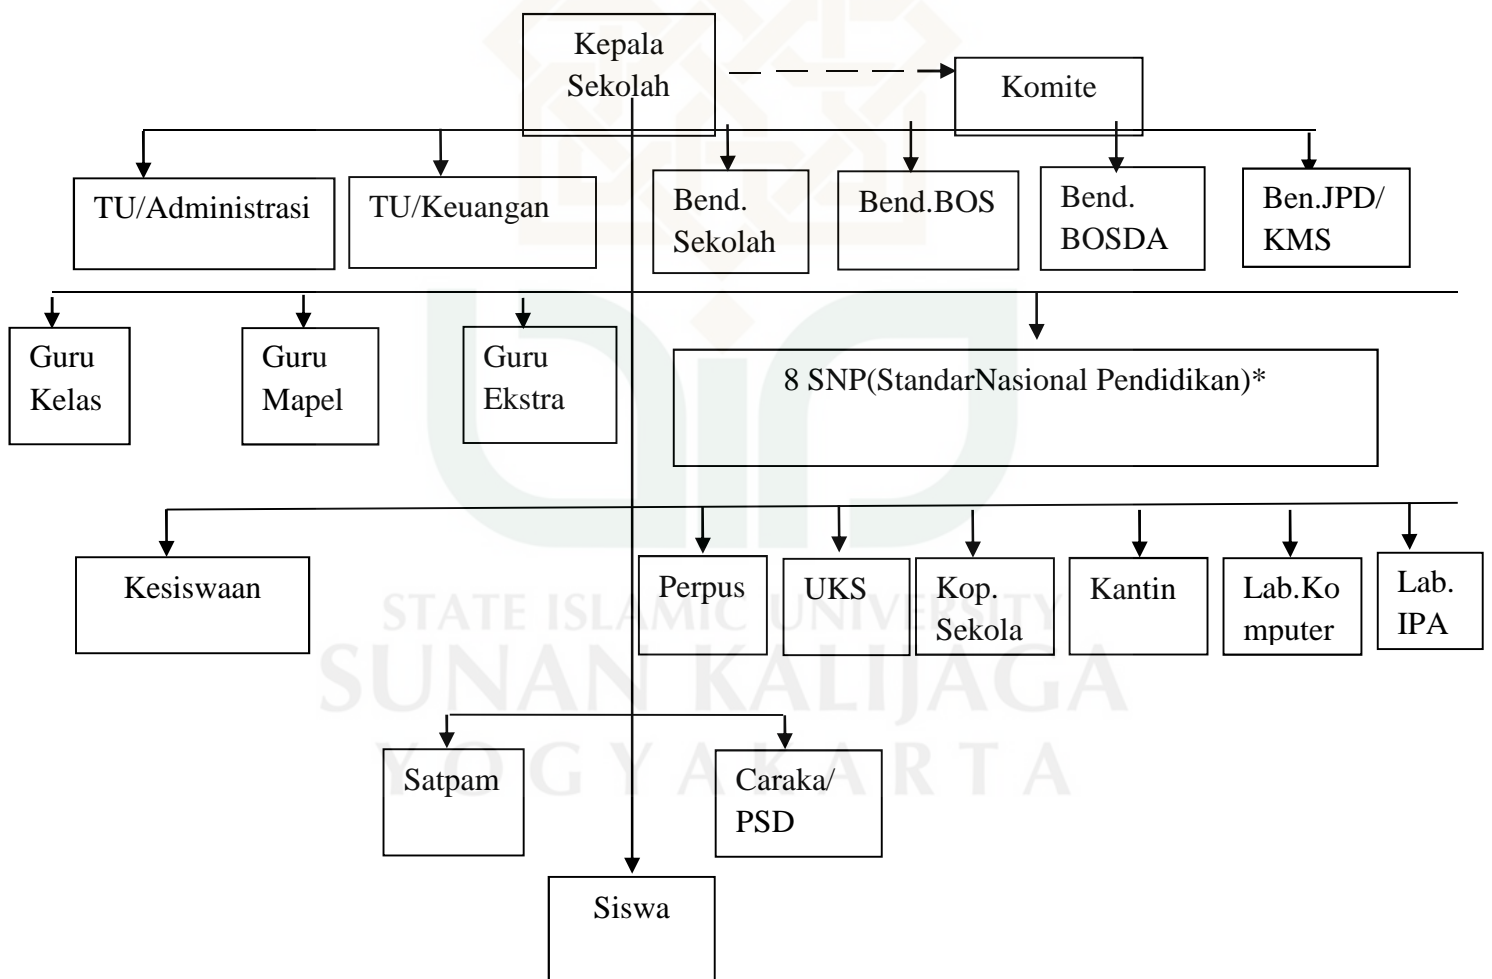 Kepala
Sekolah
Komite
TU/Administrasi
TU/Keuangan
Bend.
Sekolah
Bend.BOS
Bend.
BOSDA
Ben.JPD/
KMS
Guru
Kelas
Guru
Mapel
Guru
Ekstra
8 SNP(StandarNasional Pendidikan)*
Kesiswaan
Perpus
UKS
Kop.
Sekola
Kantin
Lab.Ko
mputer
Lab.
IPA
STATE ISLAMIC UNIVERSITY
SUNAN KALIJAGA
YOGYAKARTA
Satpam
Caraka/
PSD
Siswa